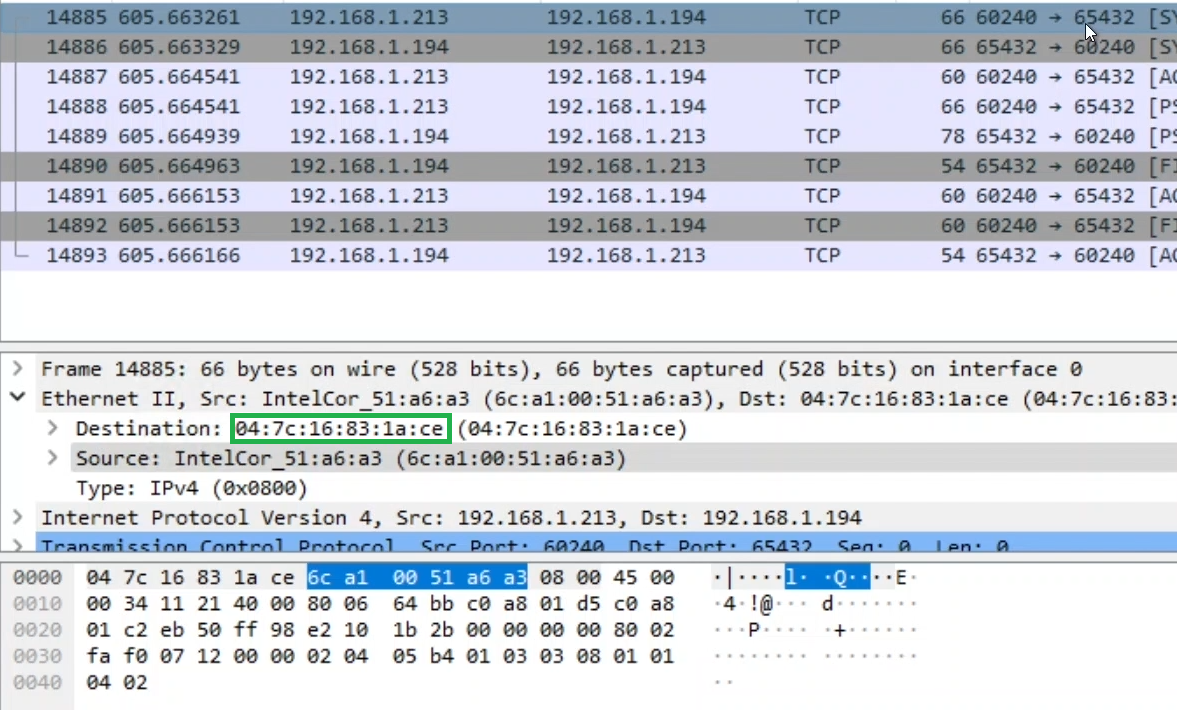 14885 605.663261 192.168.1.213 192.168.1.194 TCP 66 60240 → 65432 [SY
14886 605.663329 192.168.1.194 192.168.1.213 TCP 66 65432 → 60240 [SY
14887 605.664541 192.168.1.213 192.168.1.194 TCP 60 60240 → 65432 [AC
14888 605.664541 192.168.1.213 192.168.1.194 TCP 66 60240 → 65432 [PS
14889 605.664939 192.168.1.194 192.168.1.213 TCP 78 65432 → 60240 [PS
14890 605.664963 192.168.1.194 192.168.1.213 TCP 54 65432 → 60240 [FI
14891 605.666153 192.168.1.213 192.168.1.194 TCP 60 60240 → 65432 [AC
14892 605.666153 192.168.1.213 192.168.1.194 TCP 60 60240 → 65432 [FI
14893 605.666166 192.168.1.194 192.168.1.213 TCP 54 65432 → 60240 [AC
Frame 14885: 66 bytes on wire (528 bits), 66 bytes captured (528 bits) on interface 0
Ethernet II, Src: IntelCor_51:a6:a3 (6c:a1:00:51:a6:a3), Dst: 04:7c:16:83:1a:ce (04:7c:16:83:
Destination: 04:7c:16:83:1a:ce (04:7c:16:83:1a:ce)
Source: IntelCor_51:a6:a3 (6c:a1:00:51:a6:a3)
Type: IPv4 (0x0800)
Internet Protocol Version 4, Src: 192.168.1.213, Dst: 192.168.1.194
Transmission Control Protocol, Src Port: 60240, Dst Port: 65432, Seq: 0, Len: 0
0000 04 7c 16 83 1a ce 6c a1 00 51 a6 a3 08 00 45 00 ·|····l· ·Q····E·
0010 00 34 11 21 40 00 80 06 64 bb c0 a8 01 d5 c0 a8 ·4·!@··· d·······
0020 01 c2 eb 50 ff 98 e2 10 1b 2b 00 00 00 00 80 02 ···P···· ·+······
0030 fa f0 07 12 00 00 02 04 05 b4 01 03 03 08 01 01 ········ ········
0040 04 02 ··